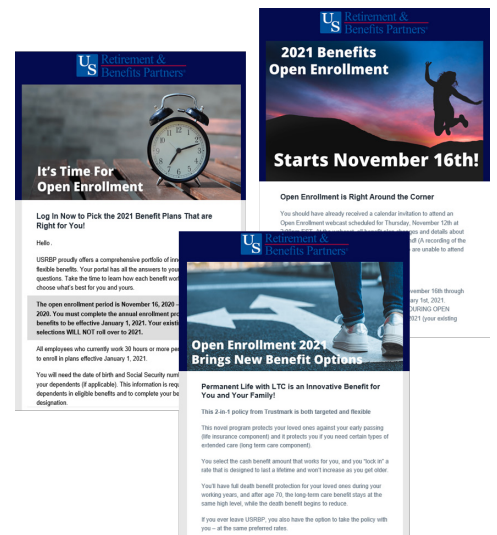 US Retirement &
Benefits Partners
It's Time For
Open Enrollment
Log In Now to Pick the 2021 Benefit Plans That are
Right for You!
Hello .
USRBP proudly offers a comprehensive portfolio of
flexible benefits. Your portal has all the answers to your
questions. Take the time to learn how each benefit
choose what's best for you and yours.
The open enrollment period is November 16, 2020 –
2020. You must complete the annual enrollment
benefits to be effective January 1, 2021. Your
selections WILL NOT roll over to 2021.
All employees who currently work 30 hours or more
to enroll in plans effective January 1, 2021.
You will need the date of birth and Social Security
your dependents (if applicable). This information is
dependents in eligible benefits and to complete your
designation.
US Retirement &
Benefits Partners
2021 Benefits
Open Enrollment
Starts November 16th!
Open Enrollment is Right Around the Corner
You should have already received a calendar invitation to attend an
Open Enrollment webcast scheduled for Thursday, November 12th at
and details about
(A recording of the
are unable to attend
November 16th through
1st, 2021.
DURING OPEN
2021 (your existing
US Retirement &
Benefits Partners
Open Enrollment 2021
Brings New Benefit Options
Permanent Life with LTC is an Innovative Benefit for
You and Your Family!
This 2-in-1 policy from Trustmark is both targeted and flexible
This novel program protects your loved ones against your early passing
(life insurance component) and it protects you if you need certain types of
extended care (long term care component).
You select the cash benefit amount that works for you, and you "lock in" a
rate that is designed to last a lifetime and won't increase as you get older.
You'll have full death benefit protection for your loved ones during your
working years, and after age 70, the long-term care benefit stays at the
same high level, while the death benefit begins to reduce.
If you ever leave USRBP, you also have the option to take the policy with
you – at the same preferred rates.